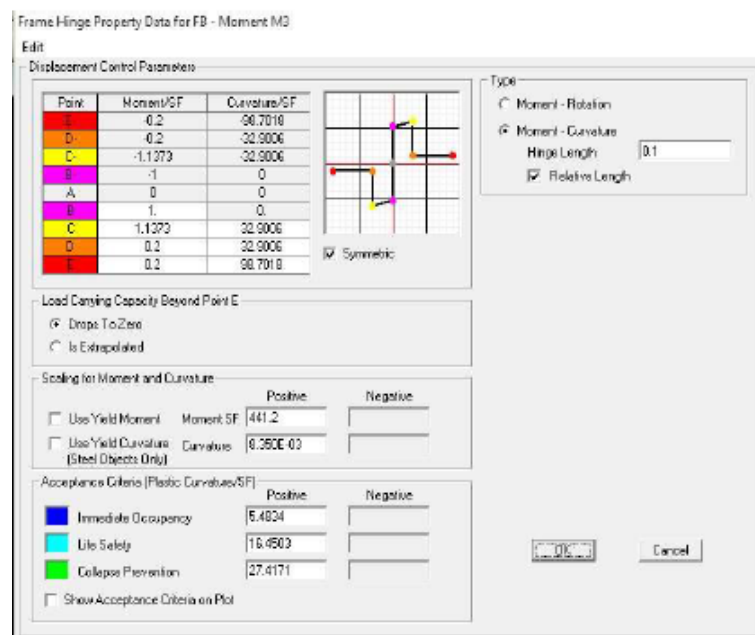 Frame Hinge Property Data for FB - Moment M3
Edit
Displacement Control Parameters
Point Moment/SF Curvature/SF
E- -0.2 -98.7018
D- -0.2 -32.9006
C- -1.1373 -32.9006
B- -1 0
A 0 0
B 1. 0.
C 1.1373 32.9006
D 0.2 32.9006
E 0.2 98.7018
Symmetric
Type
Moment - Rotation
Moment - Curvature
Hinge Length 0.1
Relative Length
Load Carrying Capacity Beyond Point E
Drops To Zero
Is Extrapolated
Scaling for Moment and Curvature
Positive Negative
Use Yield Moment Moment SF 441.2
Use Yield Curvature Curvature 8.350E-03
(Steel Objects Only)
Acceptance Criteria (Plastic Curvature/SF)
Positive Negative
Immediate Occupancy 5.4834
Life Safety 16.4503
Collapse Prevention 27.4171
Show Acceptance Criteria on Plot
OK Cancel